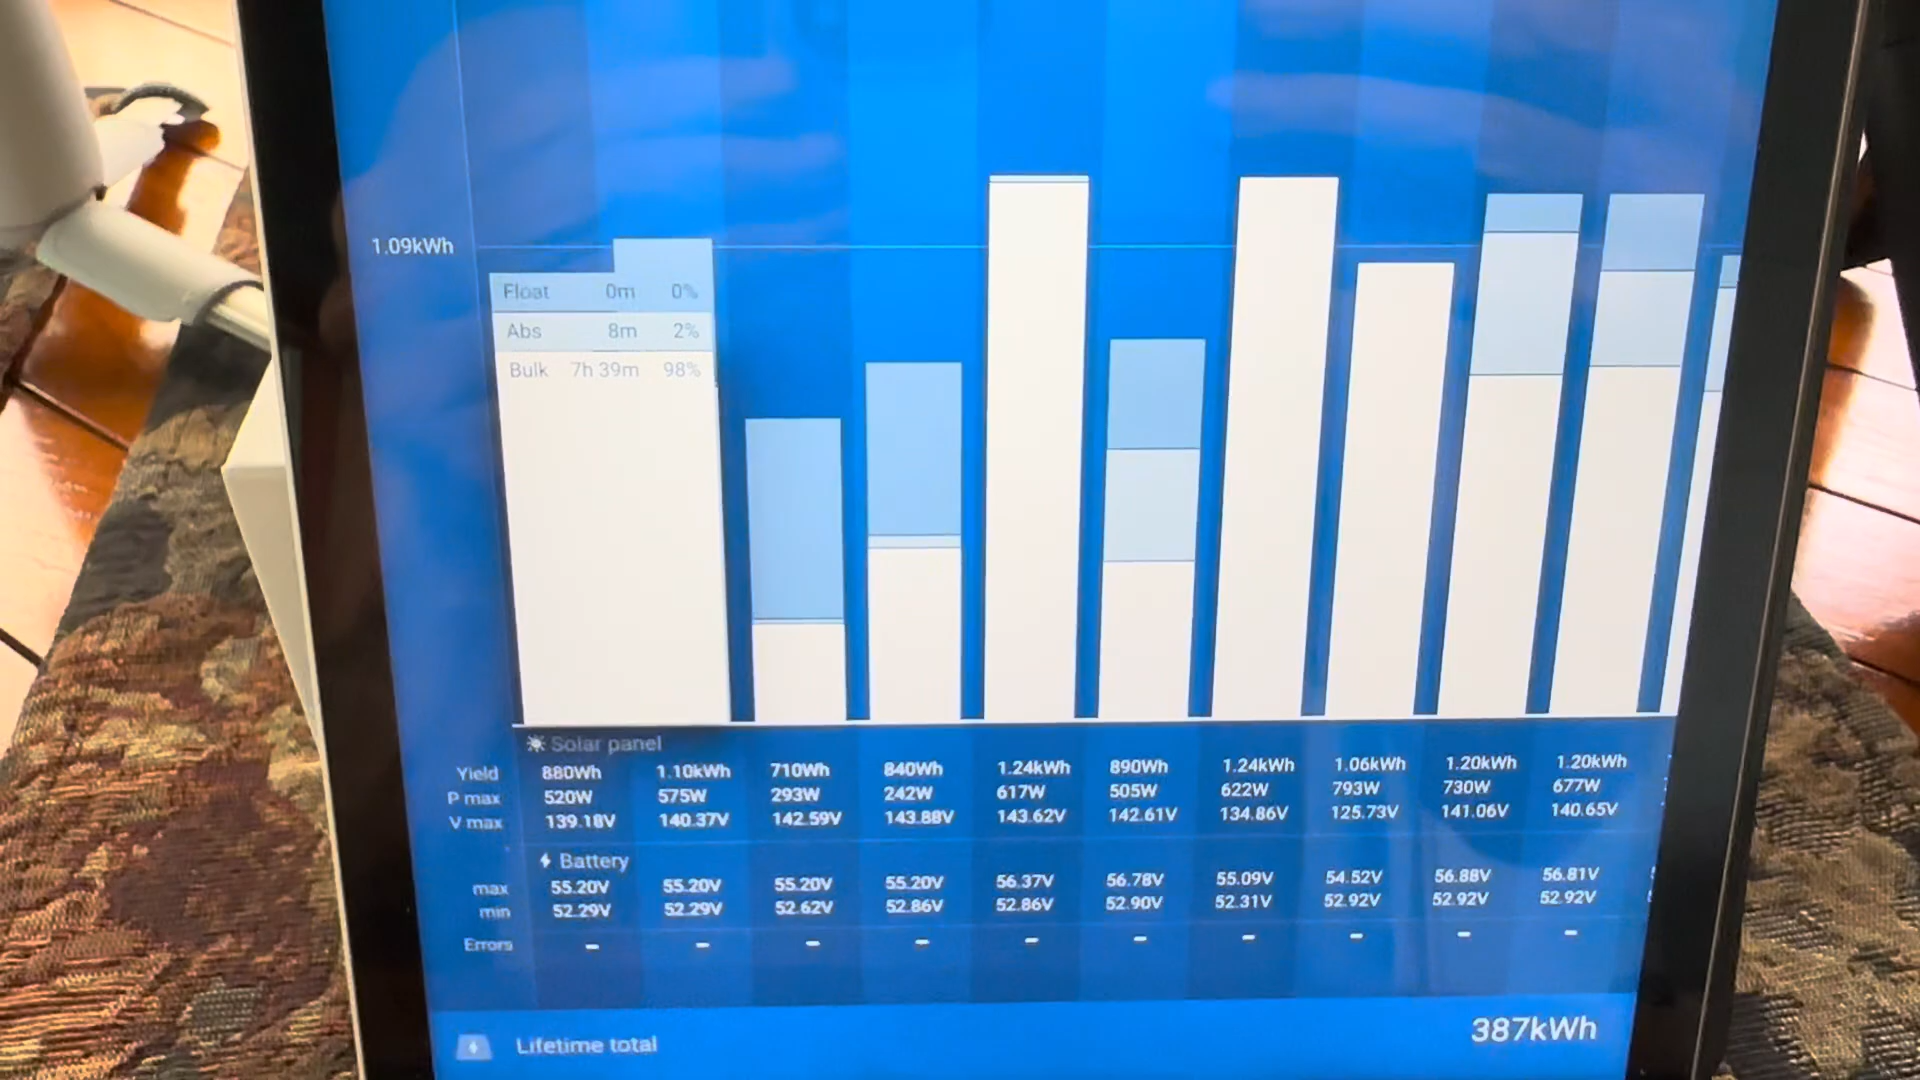 1.09kWh
Float 0m 0%
Abs 8m 2%
Bulk 7h 39m 98%
Solar panel
Yield 880Wh 1.10kWh 710Wh 840Wh 1.24kWh 890Wh 1.24kWh 1.06kWh 1.20kWh 1.20kWh
P max 520W 575W 293W 242W 617W 505W 622W 793W 730W 677W
V max 139.18V 140.37V 142.59V 143.88V 143.62V 142.61V 134.86V 125.73V 141.06V 140.65V
Battery
max 55.20V 55.20V 55.20V 55.20V 56.37V 56.78V 55.09V 54.52V 56.88V 56.81V
min 52.29V 52.29V 52.62V 52.86V 52.86V 52.90V 52.31V 52.92V 52.92V 52.92V
Errors - - - - - - - - - -
Lifetime total 387kWh